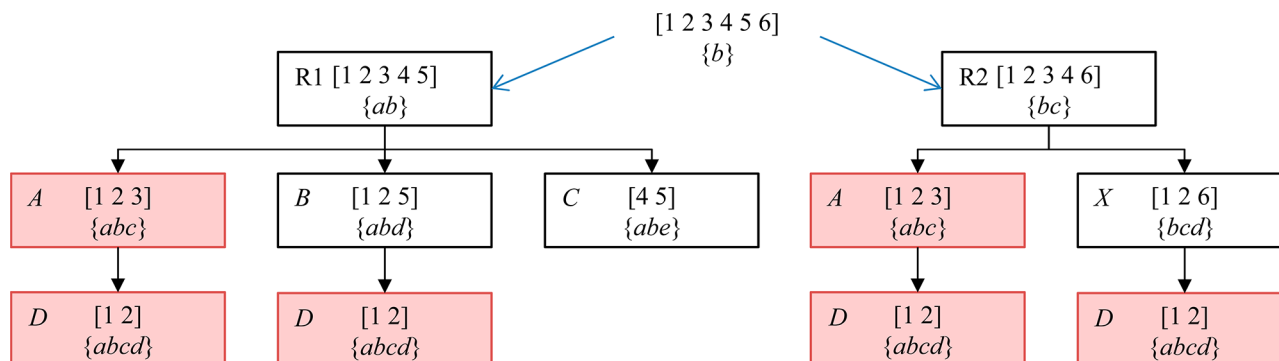 [1 2 3 4 5 6]
{b}
R1 [1 2 3 4 5]
{ab}
R2 [1 2 3 4 6]
{bc}
A [1 2 3]
{abc}
B [1 2 5]
{abd}
C [4 5]
{abe}
A [1 2 3]
{abc}
X [1 2 6]
{bcd}
D [1 2]
{abcd}
D [1 2]
{abcd}
D [1 2]
{abcd}
D [1 2]
{abcd}